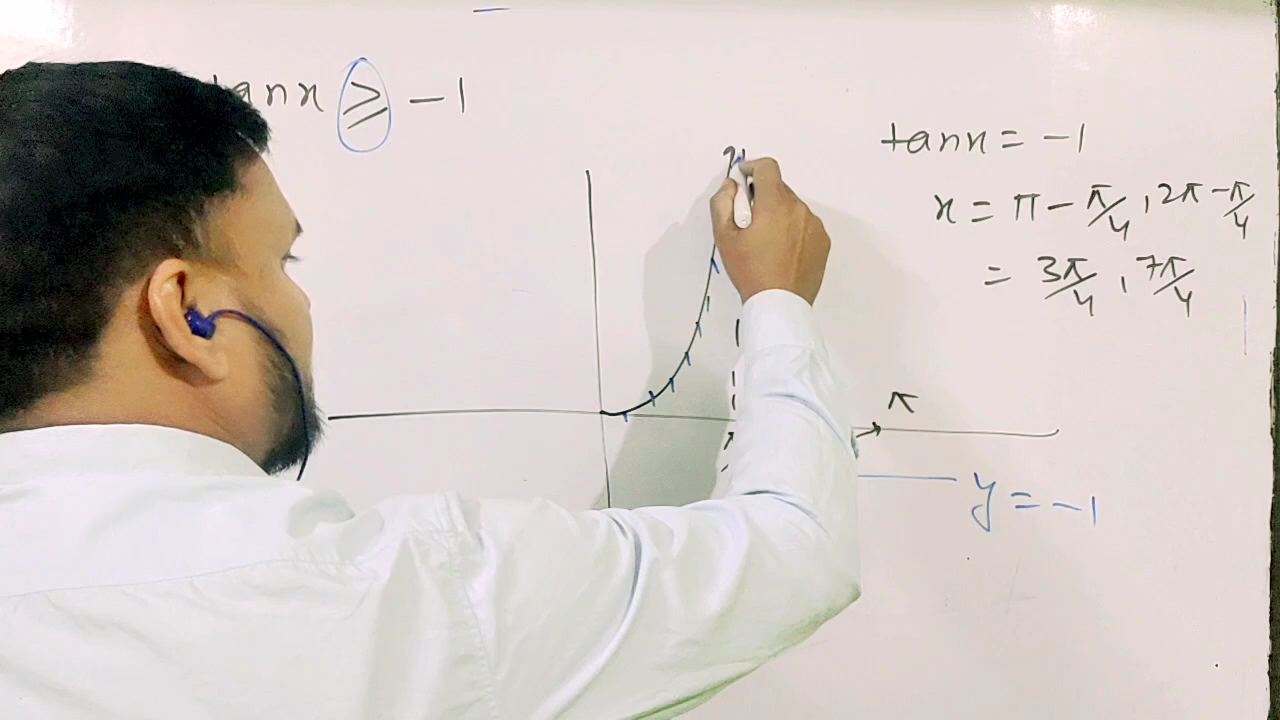 tanx ≥ -1
tanx = -1
x = π - π/4, 2π - π/4
= 3π/4, 7π/4
π
y = -1